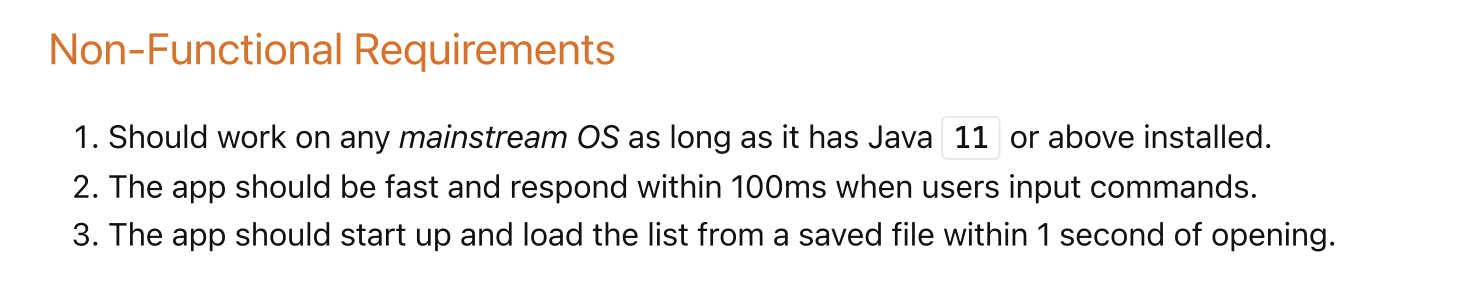 Non-Functional Requirements
1. Should work on any mainstream OS as long as it has Java 11 or above installed.
2. The app should be fast and respond within 100ms when users input commands.
3. The app should start up and load the list from a saved file within 1 second of opening.